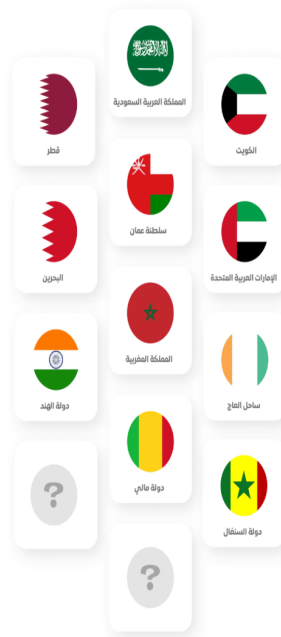 المملكة العربية السعودية
الكويت
قطر
سلطنة عمان
الإمارات العربية المتحدة
البحرين
المملكة المغربية
ساحل العاج
دولة الهند
دولة مالي
دولة السنغال
?
?